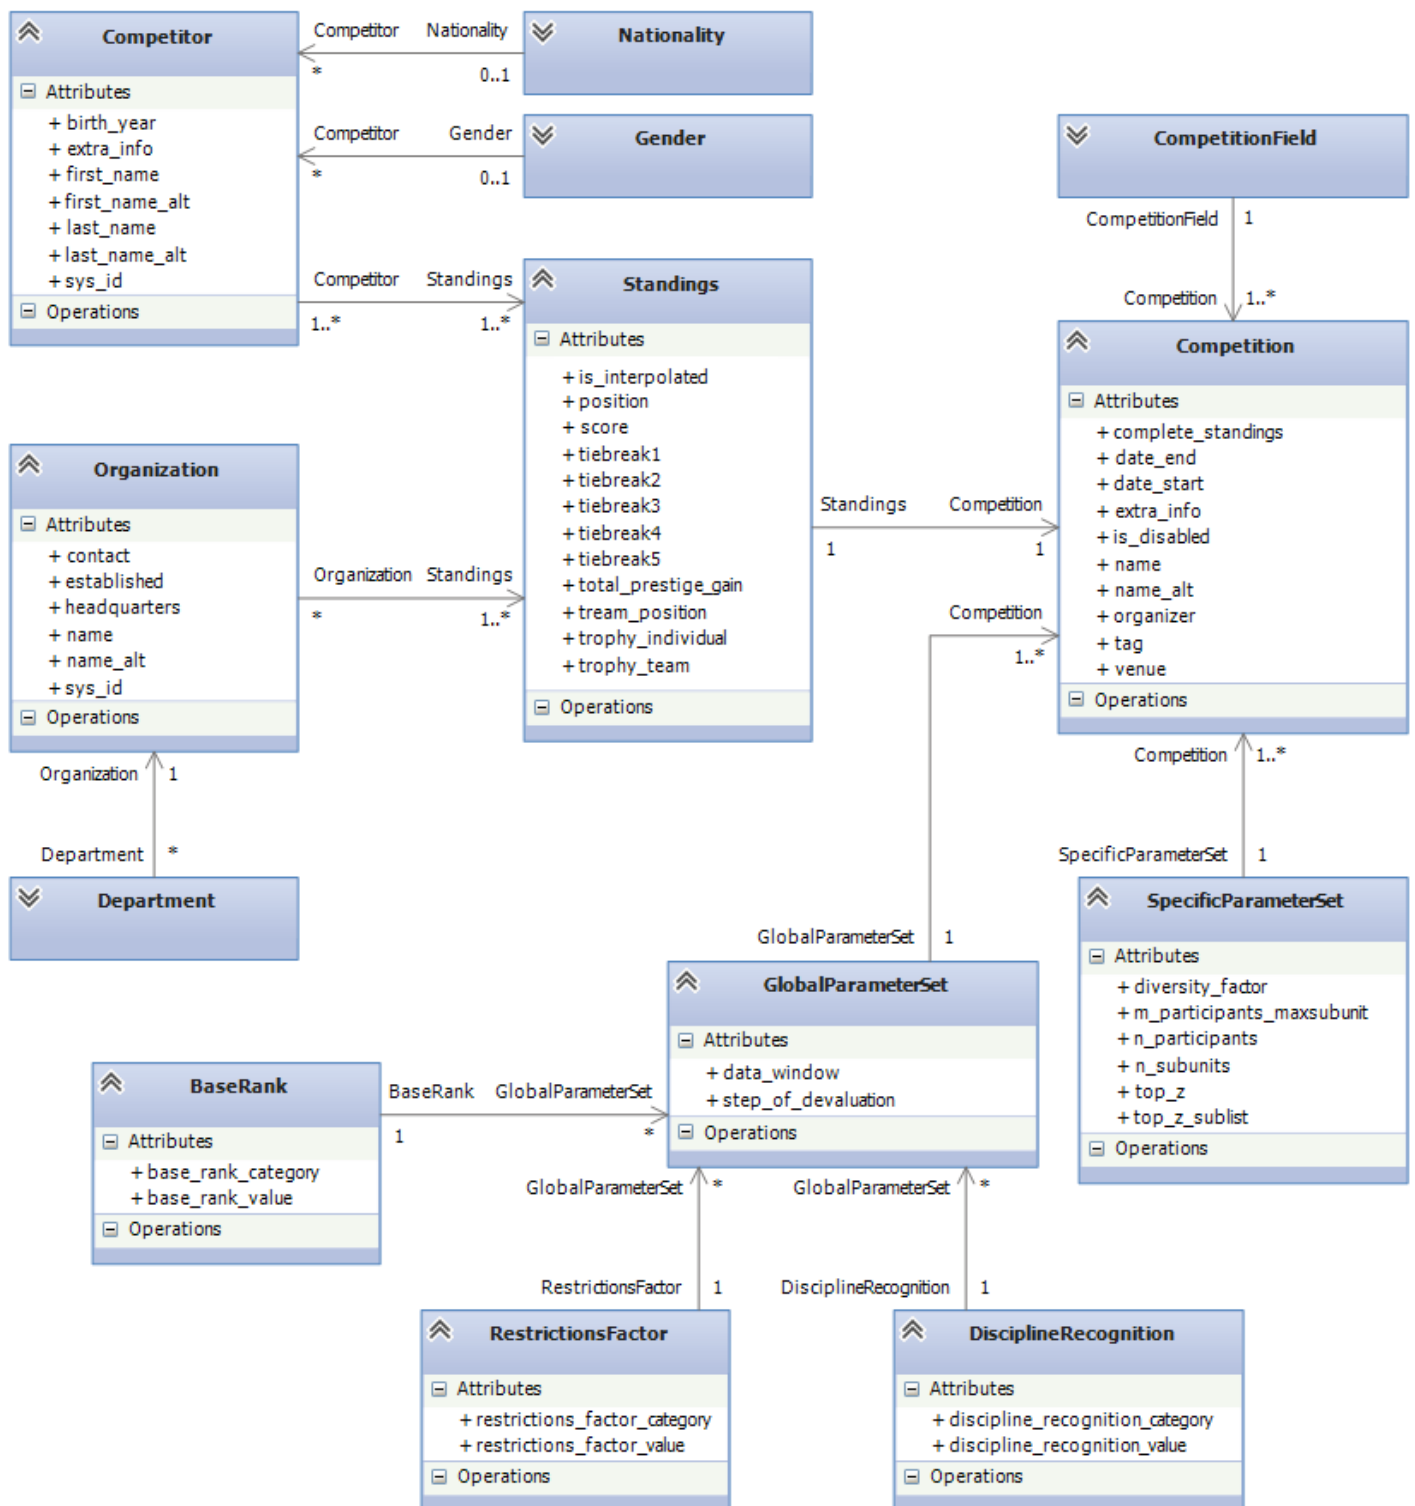 Competitor
Attributes
+ birth_year
+ extra_info
+ first_name
+ first_name_alt
+ last_name
+ last_name_alt
+ sys_id
Operations
Competitor Nationality
* 0..1
Nationality
Competitor Gender
* 0..1
Gender
Competitor Standings
1..* 1..*
Standings
Attributes
+ is_interpolated
+ position
+ score
+ tiebreak1
+ tiebreak2
+ tiebreak3
+ tiebreak4
+ tiebreak5
+ total_prestige_gain
+ tream_position
+ trophy_individual
+ trophy_team
Operations
CompetitionField
CompetitionField 1
Competition 1..*
Competition
Attributes
+ complete_standings
+ date_end
+ date_start
+ extra_info
+ is_disabled
+ name
+ name_alt
+ organizer
+ tag
+ venue
Operations
Organization
Attributes
+ contact
+ established
+ headquarters
+ name
+ name_alt
+ sys_id
Operations
Organization Standings
* 1..*
Standings Competition
1 1
Competition
1..*
Organization 1
Department *
Department
Competition 1..*
SpecificParameterSet 1
SpecificParameterSet
Attributes
+ diversity_factor
+ m_participants_maxsubunit
+ n_participants
+ n_subunits
+ top_z
+ top_z_sublist
Operations
GlobalParameterSet 1
GlobalParameterSet
Attributes
+ data_window
+ step_of_devaluation
Operations
BaseRank
Attributes
+ base_rank_category
+ base_rank_value
Operations
BaseRank GlobalParameterSet
1 *
GlobalParameterSet *
GlobalParameterSet *
RestrictionsFactor 1
DisciplineRecognition 1
RestrictionsFactor
Attributes
+ restrictions_factor_category
+ restrictions_factor_value
Operations
DisciplineRecognition
Attributes
+ discipline_recognition_category
+ discipline_recognition_value
Operations